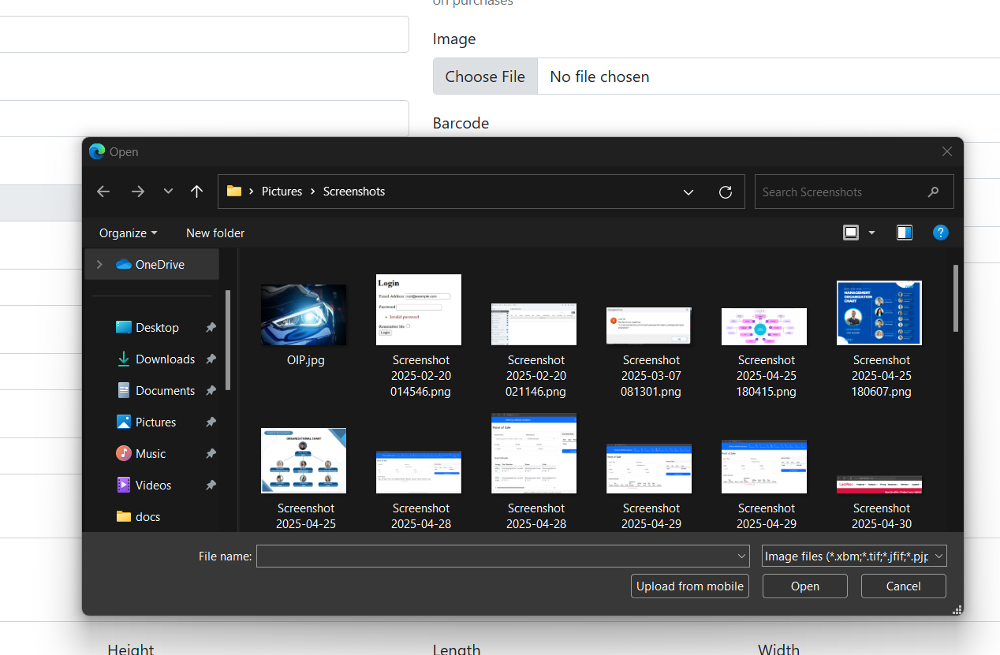 on purchases
Image
Choose File No file chosen
Barcode
Open
Pictures Screenshots
Search Screenshots
Organize New folder
OneDrive
Desktop
Downloads
Documents
Pictures
Music
Videos
docs
Login
Email Address
Password
Invalid password
Remember Me
Login
MANAGEMENT
ORGANIZATION
CHART
OIP.jpg
Screenshot
2025-02-20
014546.png
Screenshot
2025-02-20
021146.png
Screenshot
2025-03-07
081301.png
Screenshot
2025-04-25
180415.png
Screenshot
2025-04-25
180607.png
ORGANIZATIONAL CHART
Point of Sale
Screenshot
2025-04-25
Screenshot
2025-04-28
Screenshot
2025-04-28
Screenshot
2025-04-29
Screenshot
2025-04-29
Screenshot
2025-04-30
File name:
Image files (*.xbm;*.tif;*.jfif;*.pjp
Upload from mobile Open Cancel
Height Length Width